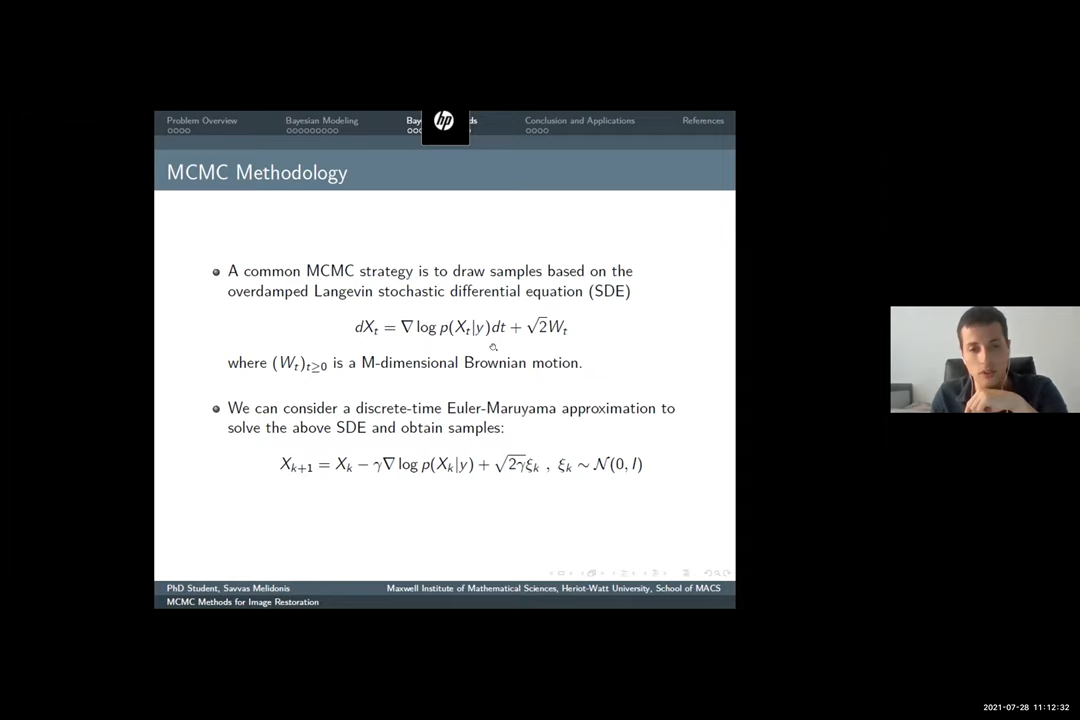 Problem Overview
Bayesian Modeling
Bay
ds
Conclusion and Applications
References
hp
MCMC Methodology
A common MCMC strategy is to draw samples based on the
overdamped Langevin stochastic differential equation (SDE)
dX_t = ∇ log p(X_t|y)dt + √2W_t
where (W_t)_{t≥0} is a M-dimensional Brownian motion.
We can consider a discrete-time Euler-Maruyama approximation to
solve the above SDE and obtain samples:
X_{k+1} = X_k − γ∇ log p(X_k|y) + √2γξ_k , ξ_k ∼ N(0, I)
PhD Student, Savvas Melidonis
Maxwell Institute of Mathematical Sciences, Heriot-Watt University, School of MACS
MCMC Methods for Image Restoration
2021-07-28 11:12:32